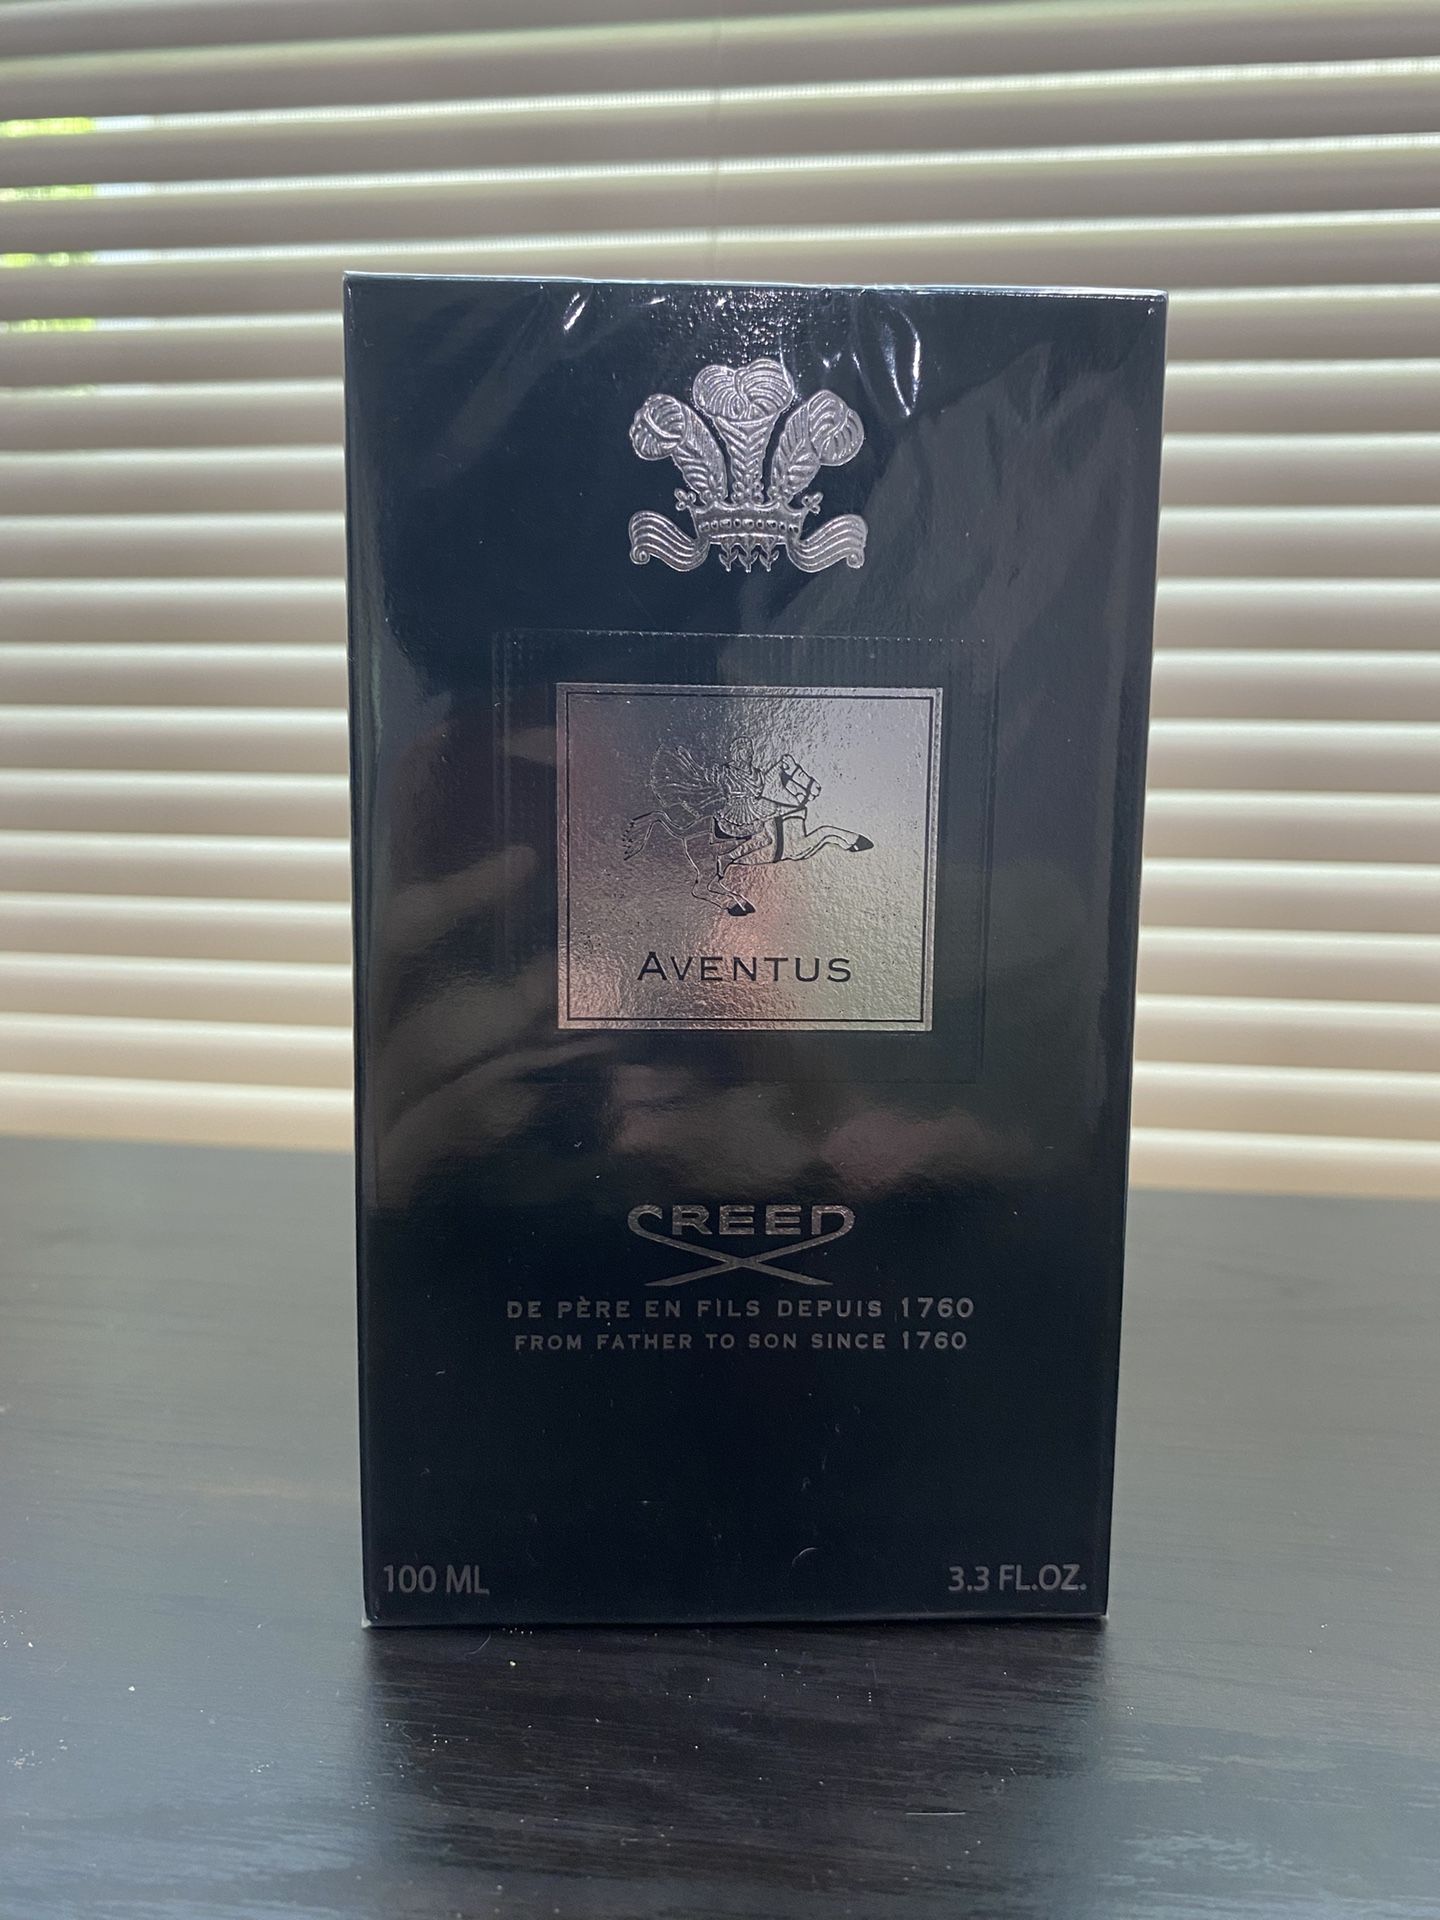 AVENTUS
CREED
DE PÈRE EN FILS DEPUIS 1760
FROM FATHER TO SON SINCE 1760
100 ML
3.3 FL.OZ.